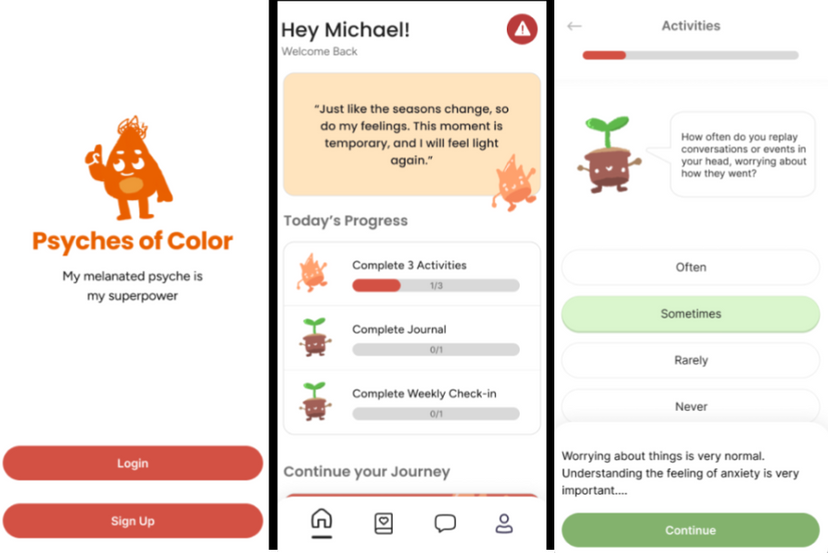 Psyches of Color
My melanated psyche is
my superpower
Login
Sign Up
Hey Michael!
Welcome Back
“Just like the seasons change, so
do my feelings. This moment is
temporary, and I will feel light
again.”
Today's Progress
Complete 3 Activities
1/3
Complete Journal
0/1
Complete Weekly Check-in
0/1
Continue your Journey
Activities
How often do you replay
conversations or events in
your head, worrying about
how they went?
Often
Sometimes
Rarely
Never
Worrying about things is very normal.
Understanding the feeling of anxiety is very
important....
Continue